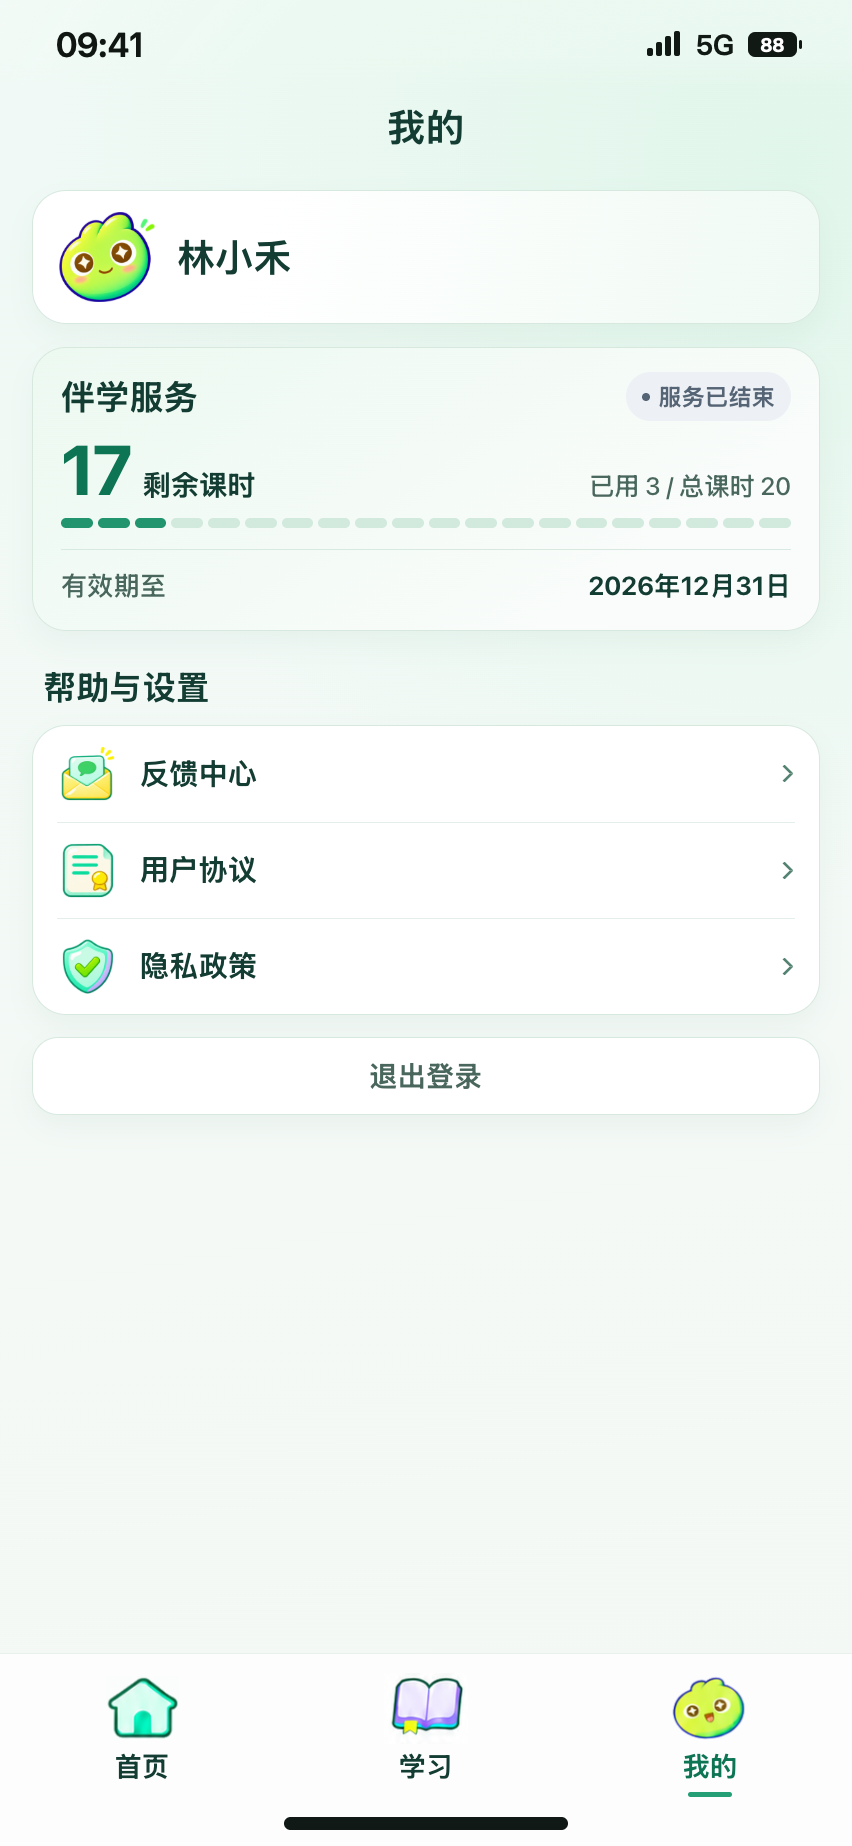 09:41
5G 88
我的
林小禾
伴学服务
服务已结束
17 剩余课时
已用 3 / 总课时 20
有效期至
2026年12月31日
帮助与设置
反馈中心
用户协议
隐私政策
退出登录
首页
学习
我的